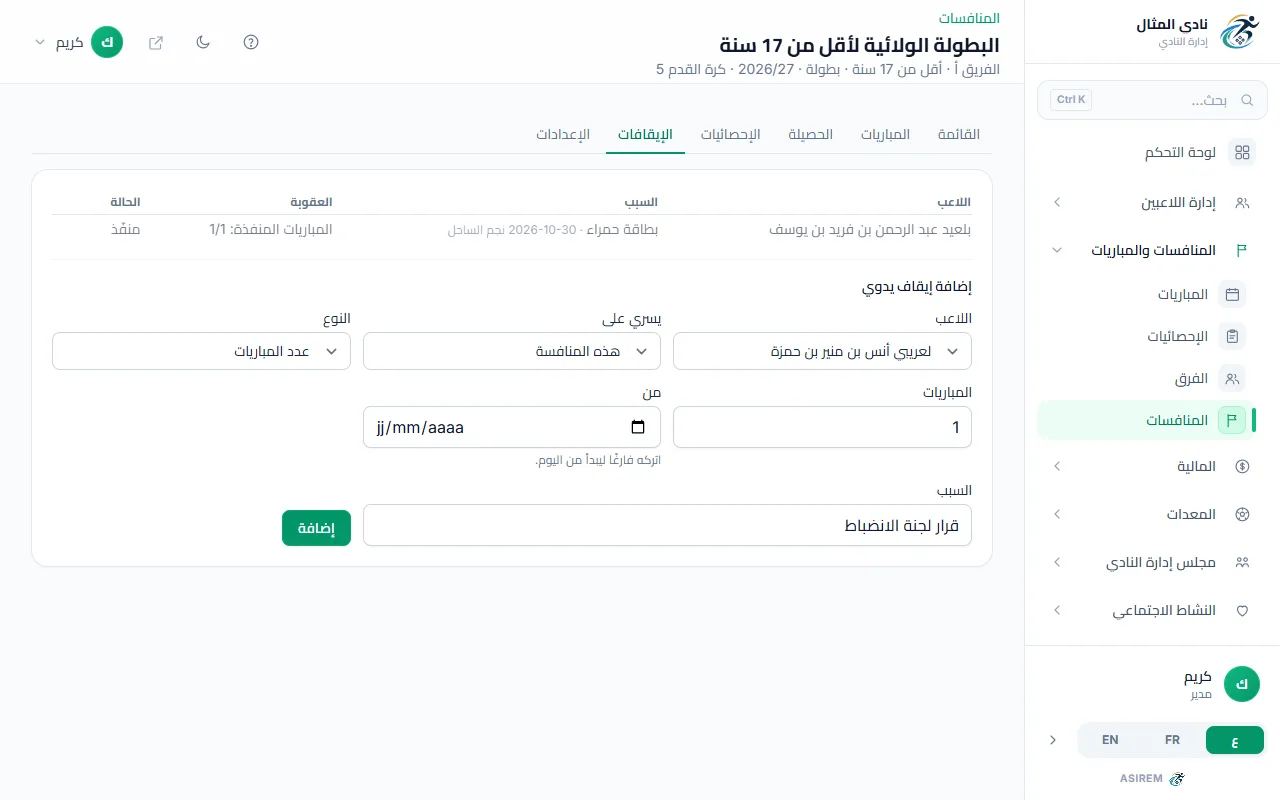 نادي المثال
إدارة النادي
بحث...
Ctrl K
لوحة التحكم
إدارة اللاعبين
المنافسات والمباريات
المباريات
الإحصائيات
الفرق
المنافسات
المالية
المعدات
مجلس إدارة النادي
النشاط الاجتماعي
ك
كريم
مدير
ع
FR
EN
ASIREM
المنافسات
البطولة الولائية لأقل من 17 سنة
الفريق أ · أقل من 17 سنة · بطولة · 2026/27 · كرة القدم 5
ك
كريم
القائمة
المباريات
الحصيلة
الإحصائيات
الإيقافات
الإعدادات
اللاعب
السبب
العقوبة
الحالة
بلعيد عبد الرحمن بن فريد بن يوسف
بطاقة حمراء · 30-10-2026 نجم الساحل
المباريات المنفذة: 1/1
منفّذ
إضافة إيقاف يدوي
اللاعب
يسري على
النوع
لعريبي أنس بن منير بن حمزة
هذه المنافسة
عدد المباريات
المباريات
من
1
jj/mm/aaaa
اتركه فارغًا ليبدأ من اليوم.
السبب
قرار لجنة الانضباط
إضافة